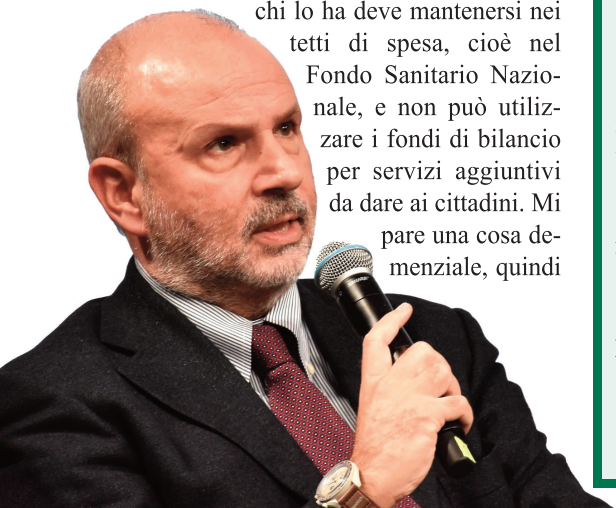 chi lo ha deve mantenersi nei
tetti di spesa, cioè nel
Fondo Sanitario Nazio-
nale, e non può utiliz-
zare i fondi di bilancio
per servizi aggiuntivi
da dare ai cittadini. Mi
pare una cosa de-
menziale, quindi